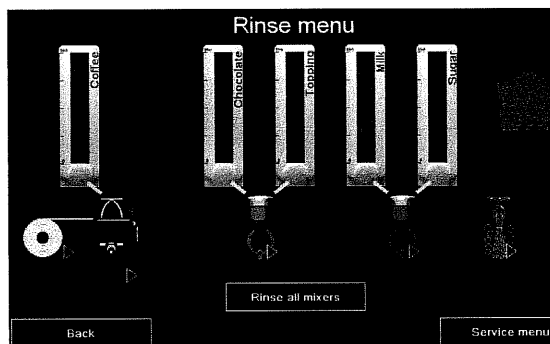 Rinse menu
Coffee
Chocolate
Topping
Milk
Sugar
Rinse all mixers
Back
Service menu